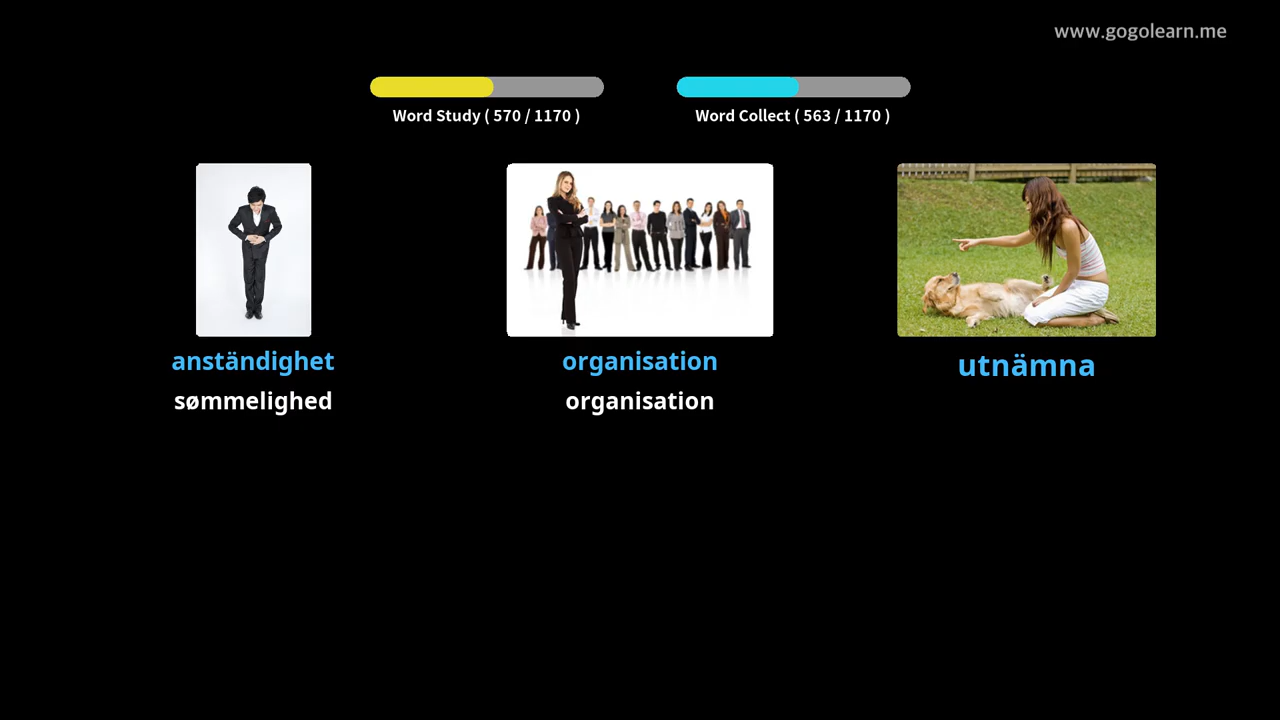 www.gogolearn.me
Word Study ( 570 / 1170 )
Word Collect ( 563 / 1170 )
anständighet
sømmelighed
organisation
organisation
utnämna